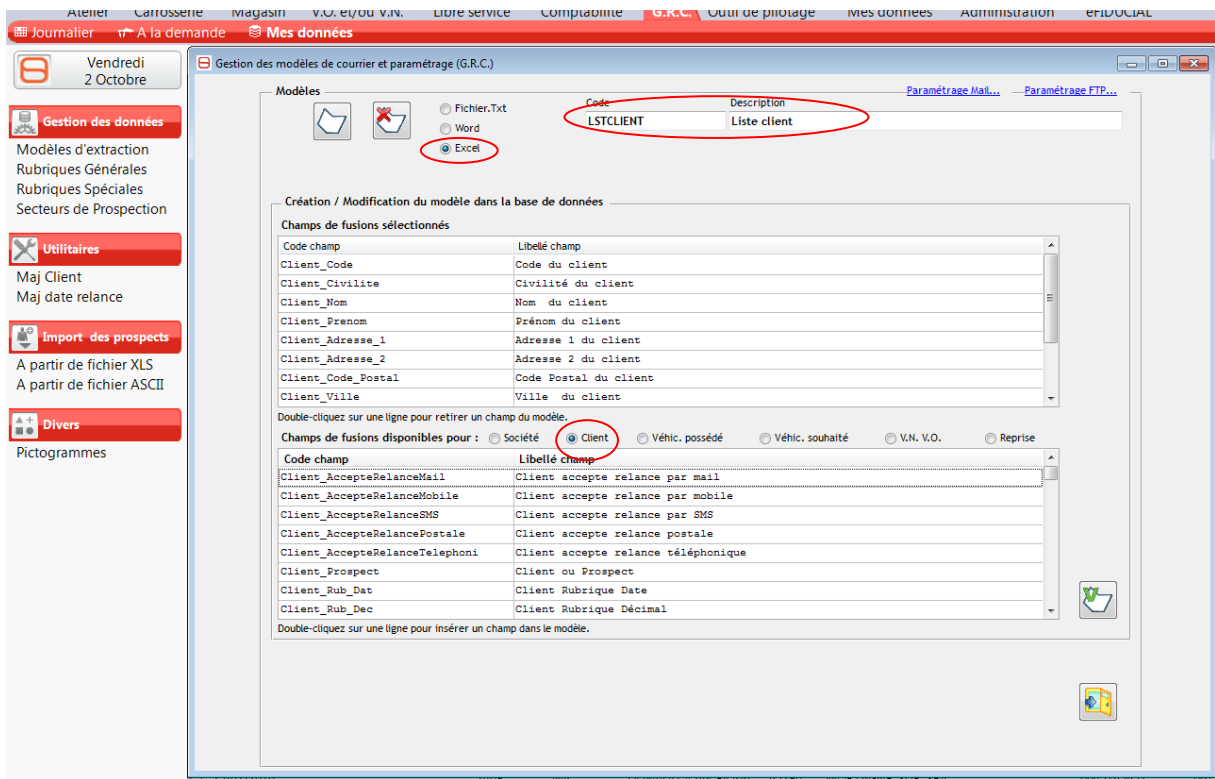 Atelier Carrosserie Magasin V.O. et/ou V.N. Libre service Comptabilité G.R.C. Outil de pilotage Mes données Administration eFIDUCIAL
Journalier A la demande Mes données
Vendredi
2 Octobre
Gestion des données
Modèles d'extraction
Rubriques Générales
Rubriques Spéciales
Secteurs de Prospection
Utilitaires
Maj Client
Maj date relance
Import des prospects
A partir de fichier XLS
A partir de fichier ASCII
Divers
Pictogrammes
Gestion des modèles de courrier et paramétrage (G.R.C.)
Modèles
Paramétrage Mail... Paramétrage FTP...
Fichier.Txt
Word
Excel
Code Description
LSTCLIENT Liste client
Création / Modification du modèle dans la base de données
Champs de fusions sélectionnés
Code champ Libellé champ
Client_Code Code du client
Client_Civilite Civilité du client
Client_Nom Nom du client
Client_Prenom Prénom du client
Client_Adresse_1 Adresse 1 du client
Client_Adresse_2 Adresse 2 du client
Client_Code_Postal Code Postal du client
Client_Ville Ville du client
Double-cliquez sur une ligne pour retirer un champ du modèle.
Champs de fusions disponibles pour : Société Client Véhic. possédé Véhic. souhaité V.N. V.O. Reprise
Code champ Libellé champ
Client_AccepteRelanceMail Client accepte relance par mail
Client_AccepteRelanceMobile Client accepte relance par mobile
Client_AccepteRelanceSMS Client accepte relance par SMS
Client_AccepteRelancePostale Client accepte relance postale
Client_AccepteRelanceTelephoni Client accepte relance téléphonique
Client_Prospect Client ou Prospect
Client_Rub_Dat Client Rubrique Date
Client_Rub_Dec Client Rubrique Décimal
Double-cliquez sur une ligne pour insérer un champ dans le modèle.